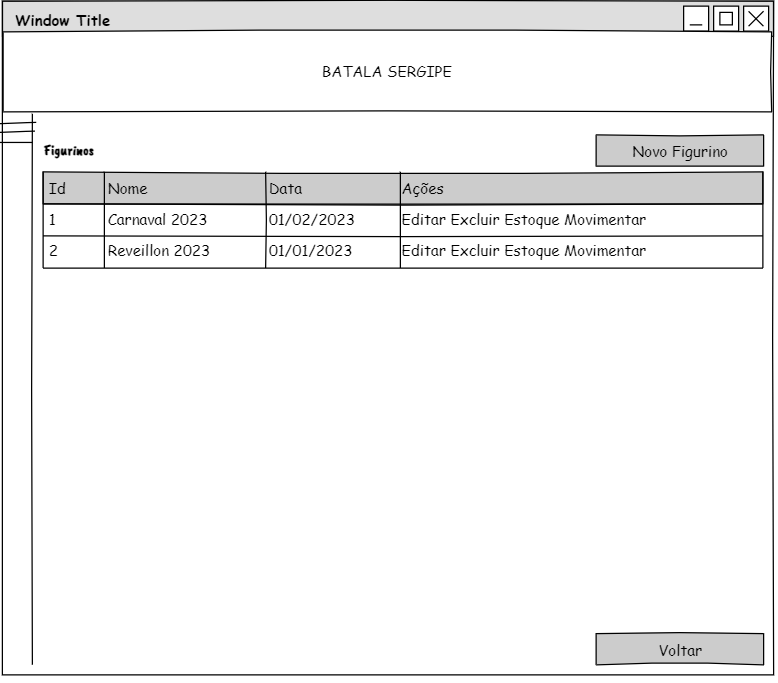 Window Title
BATALA SERGIPE
Figurinos
Novo Figurino
Id Nome Data Ações
1 Carnaval 2023 01/02/2023 Editar Excluir Estoque Movimentar
2 Reveillon 2023 01/01/2023 Editar Excluir Estoque Movimentar
Voltar